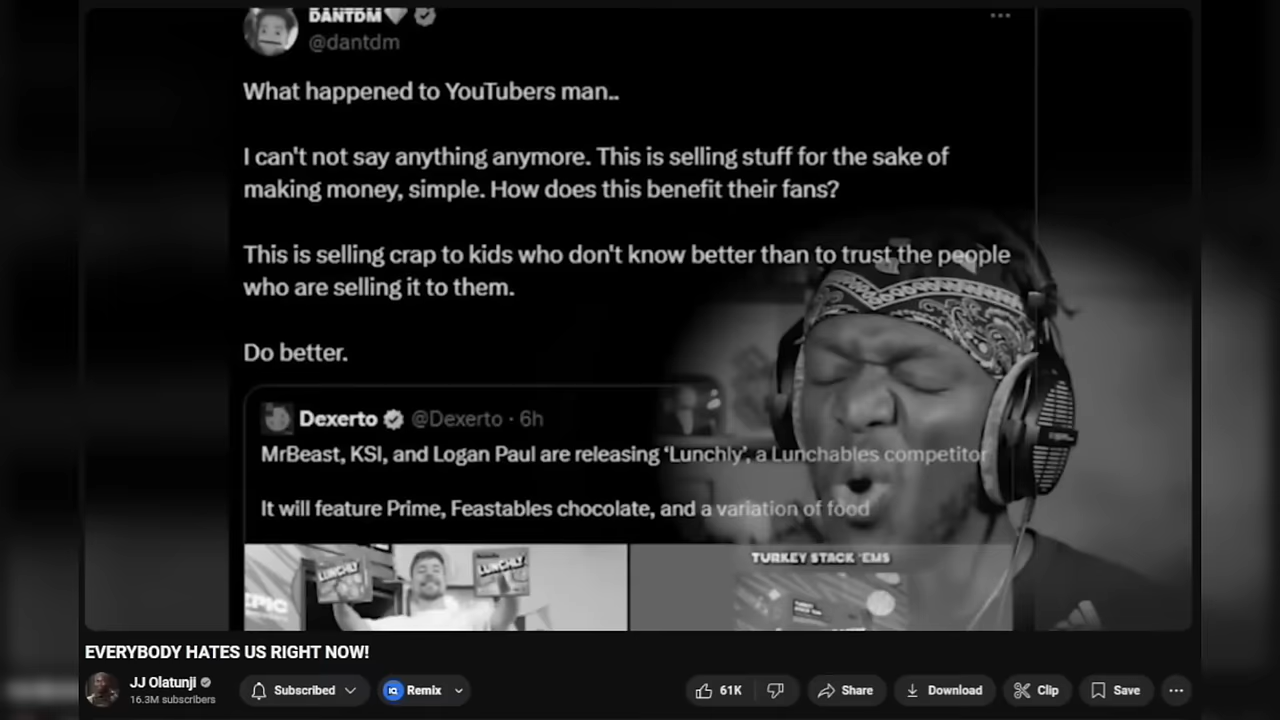 DANTDM
@dantdm
What happened to YouTubers man..
I can't not say anything anymore. This is selling stuff for the sake of
making money, simple. How does this benefit their fans?
This is selling crap to kids who don't know better than to trust the people
who are selling it to them.
Do better.
Dexerto @Dexerto · 6h
MrBeast, KSI, and Logan Paul are releasing ‘Lunchly’, a Lunchables competitor
It will feature Prime, Feastables chocolate, and a variation of food
TURKEY STACK 'EMS
LUNCHLY
LUNCHLY
EPIC
EVERYBODY HATES US RIGHT NOW!
JJ Olatunji
16.3M subscribers
Subscribed
Remix
61K
Share
Download
Clip
Save